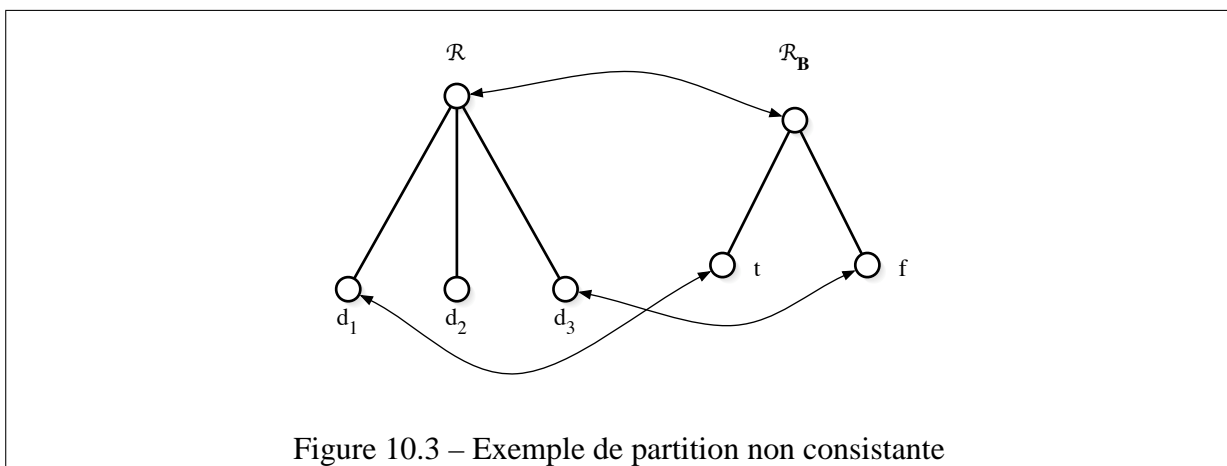 ℛ ℛ_B
t f
d_1 d_2 d_3
Figure 10.3 – Exemple de partition non consistante